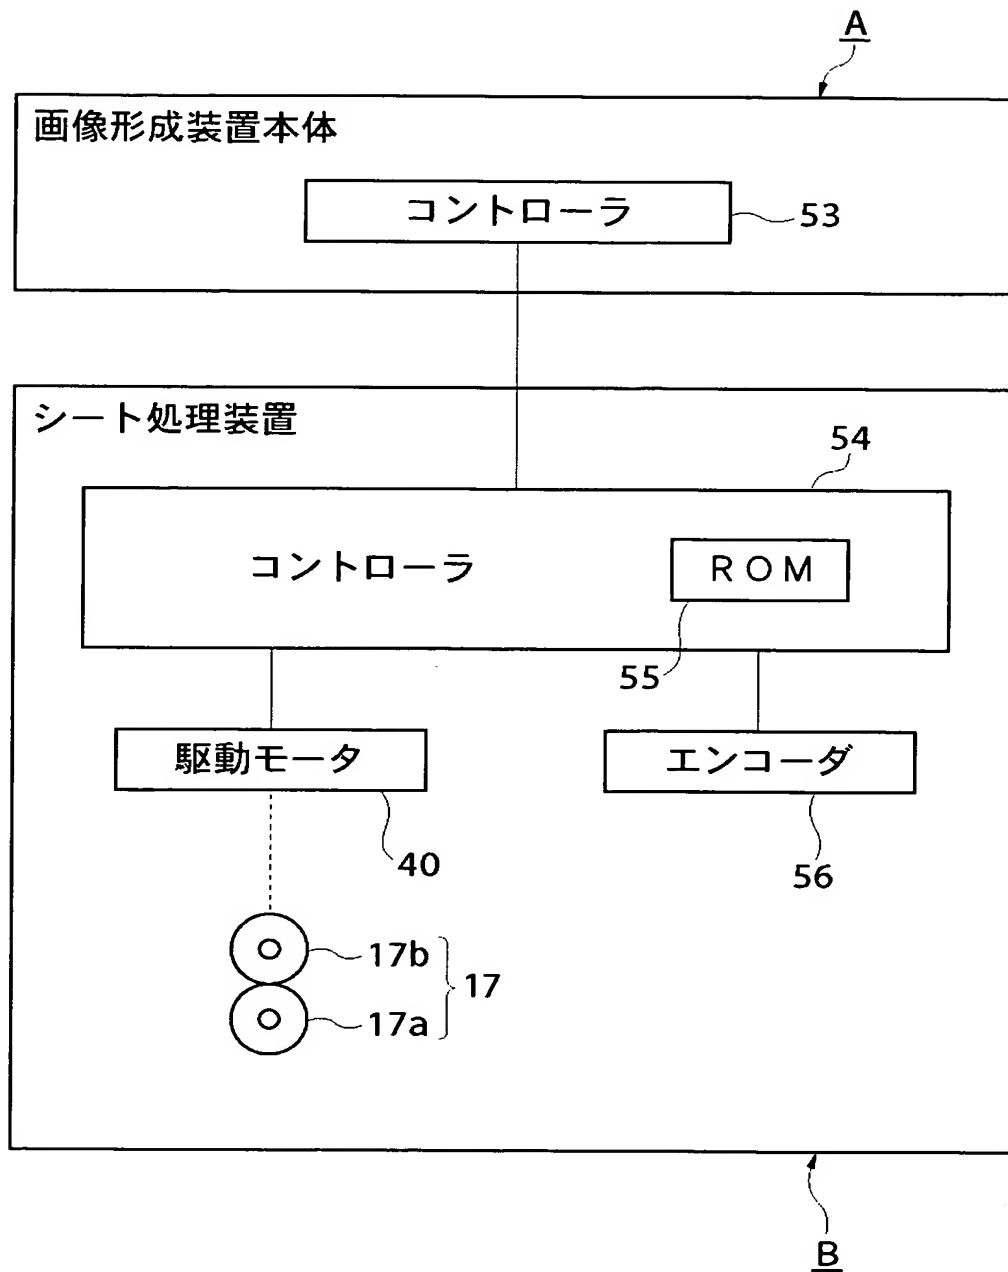 A
画像形成装置本体
コントローラ
53
シート処理装置
54
コントローラ
ROM
55
駆動モータ
エンコーダ
40
56
17b
17
17a
B